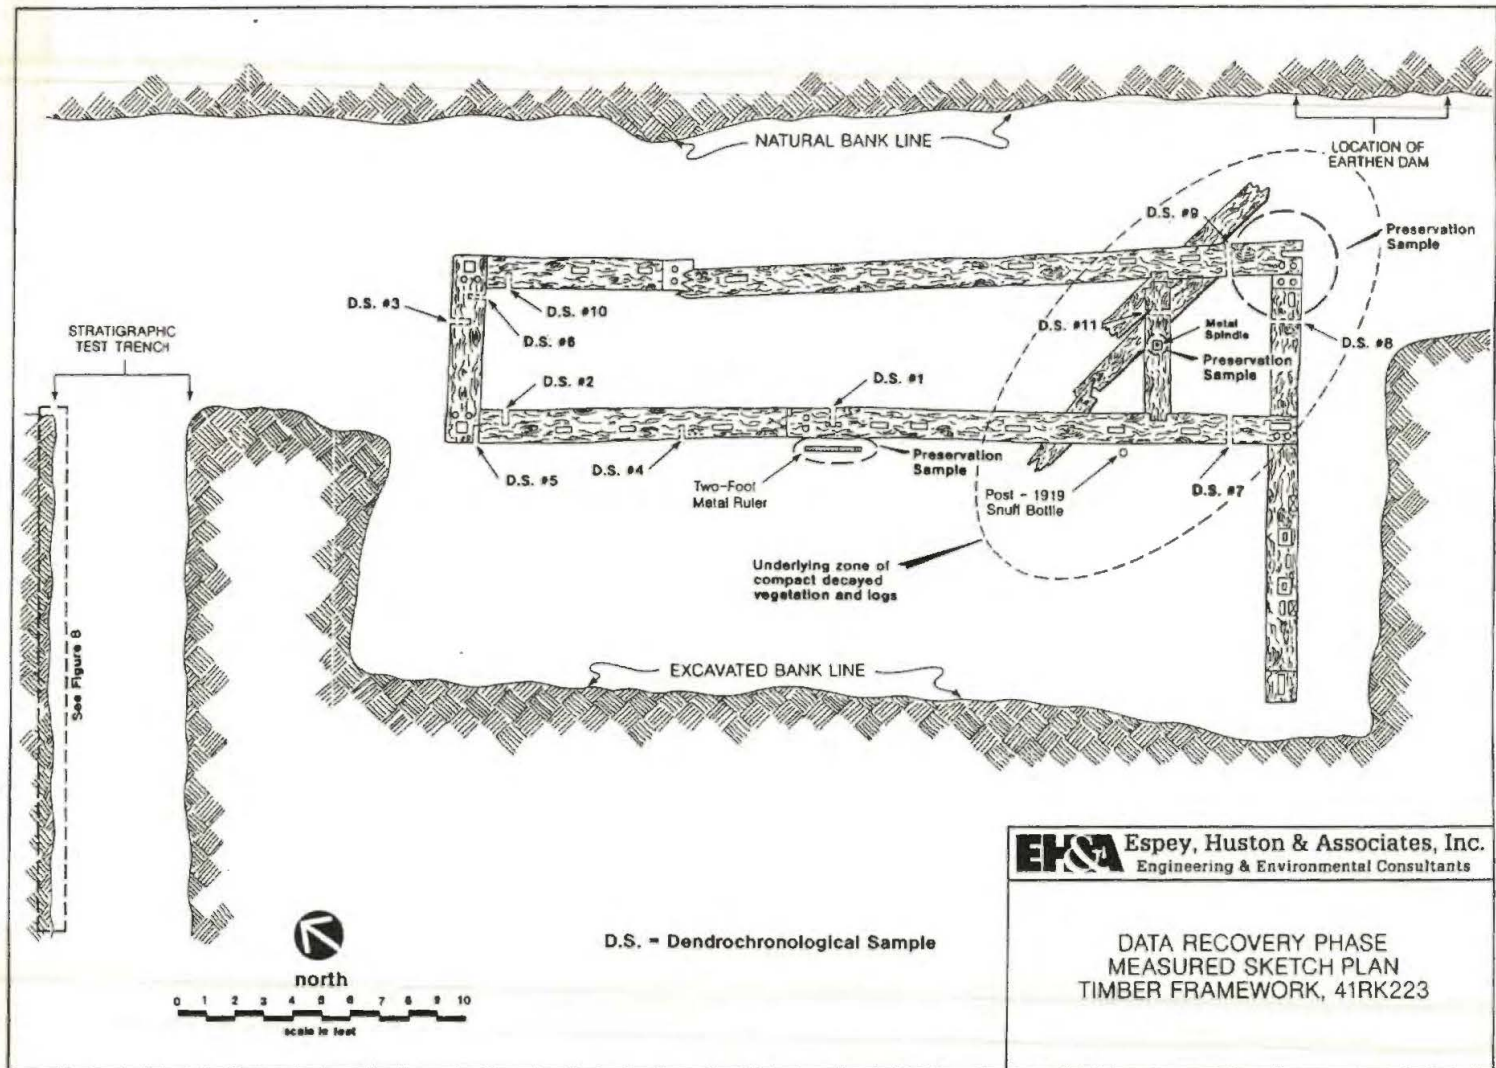 NATURAL BANK LINE
LOCATION OF
EARTHEN DAM
D.S. #9
Preservation
Sample
D.S. #3
D.S. #10
D.S. #6
D.S. #11
Metal
Spindle
Preservation
Sample
D.S. #8
STRATIGRAPHIC
TEST TRENCH
D.S. #2
D.S. #1
D.S. #5
D.S. #4
Two-Foot
Metal Ruler
Preservation
Sample
Post - 1919
Snuff Bottle
D.S. #7
Underlying zone of
compact decayed
vegetation and logs
See Figure 8
EXCAVATED BANK LINE
EH&A Espey, Huston & Associates, Inc.
Engineering & Environmental Consultants
D.S. = Dendrochronological Sample
north
0 1 2 3 4 5 6 7 8 9 10
scale in feet
DATA RECOVERY PHASE
MEASURED SKETCH PLAN
TIMBER FRAMEWORK, 41RK223